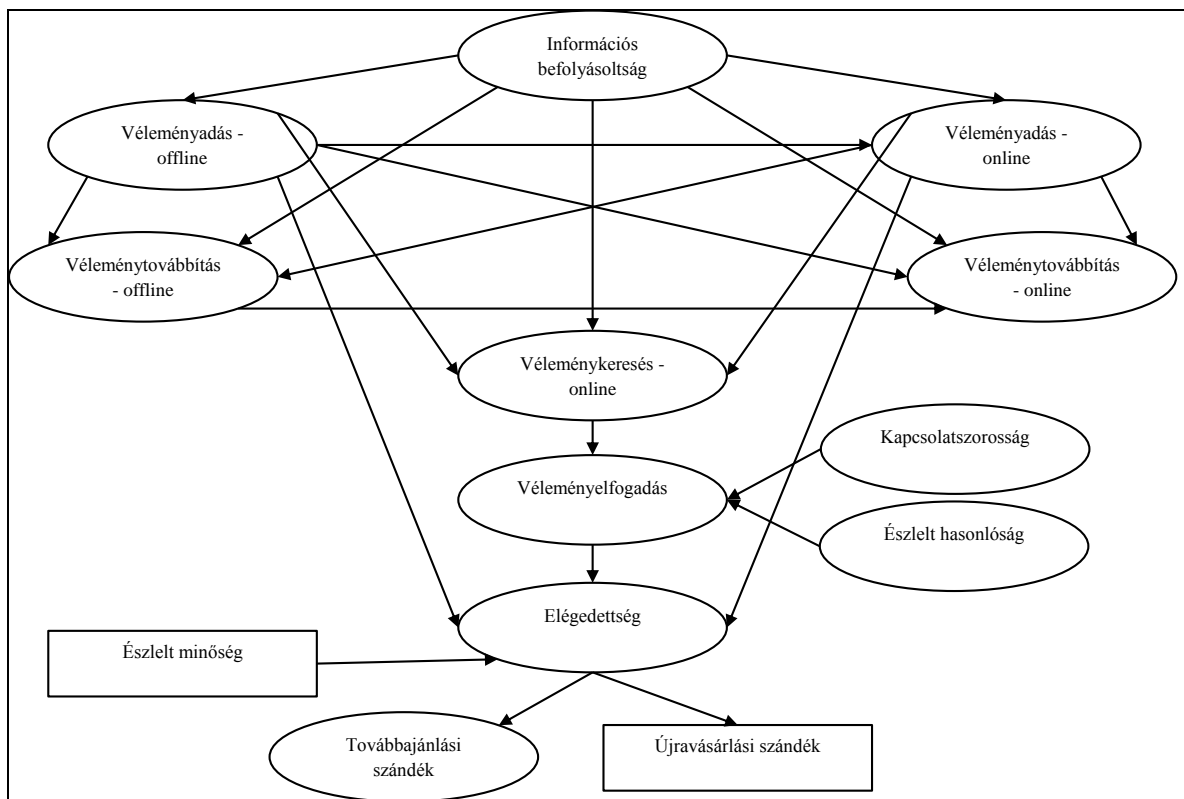 Információs
befolyásoltság
Véleményadás -
offline
Véleményadás -
online
Véleménytovábbítás
- offline
Véleménytovábbítás
- online
Véleménykeresés -
online
Kapcsolatszorosság
Véleményelfogadás
Észlelt hasonlóság
Elégedettség
Észlelt minőség
Továbbajánlási
szándék
Újravásárlási szándék